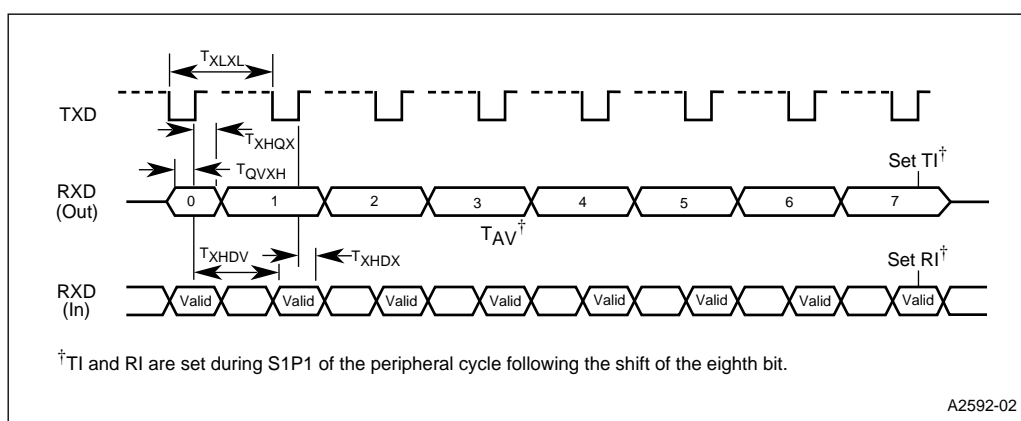 TXLXL
TXD
TXHQX
TQVXH
Set TI†
RXD
(Out)
0 1 2 3 4 5 6 7
TAV†
TXHDV
TXHDX
Set RI†
RXD
(In)
Valid Valid Valid Valid Valid Valid Valid Valid
†TI and RI are set during S1P1 of the peripheral cycle following the shift of the eighth bit.
A2592-02